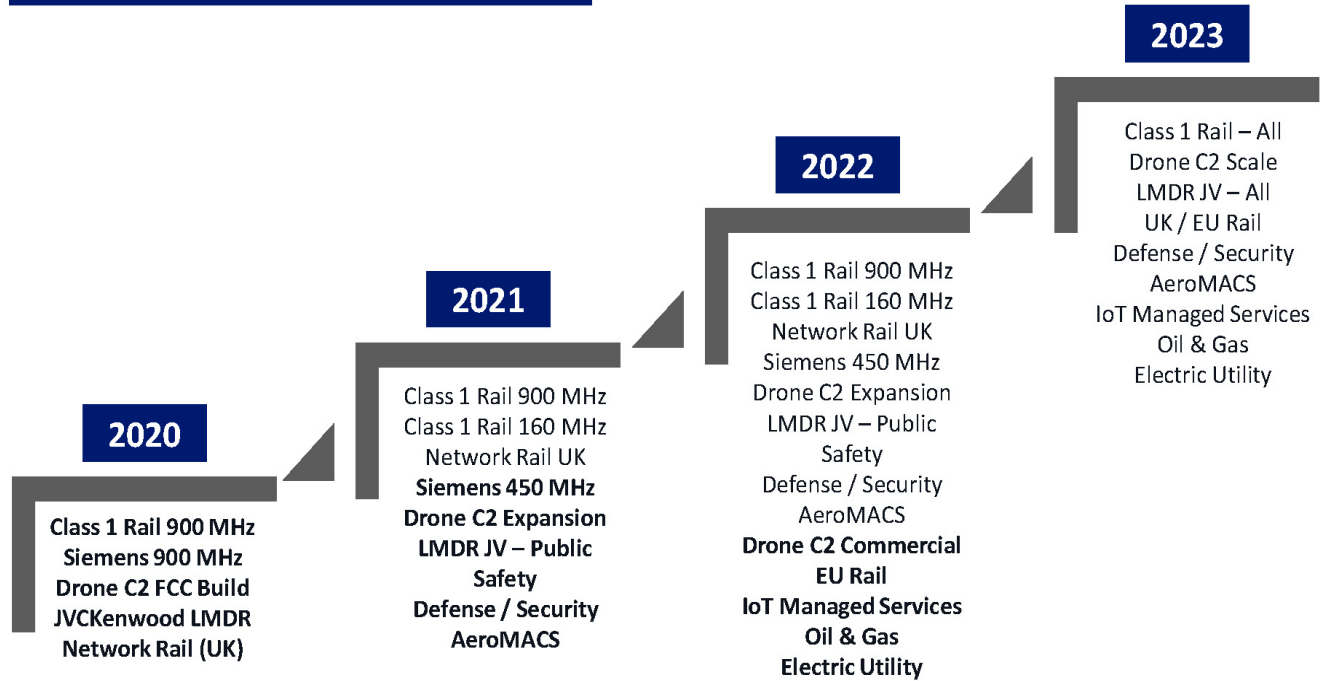 2020
Class 1 Rail 900 MHz
Siemens 900 MHz
Drone C2 FCC Build
JVCKenwood LMDR
Network Rail (UK)
2021
Class 1 Rail 900 MHz
Class 1 Rail 160 MHz
Network Rail UK
Siemens 450 MHz
Drone C2 Expansion
LMDR JV – Public
Safety
Defense / Security
AeroMACS
2022
Class 1 Rail 900 MHz
Class 1 Rail 160 MHz
Network Rail UK
Siemens 450 MHz
Drone C2 Expansion
LMDR JV – Public
Safety
Defense / Security
AeroMACS
Drone C2 Commercial
EU Rail
IoT Managed Services
Oil & Gas
Electric Utility
2023
Class 1 Rail – All
Drone C2 Scale
LMDR JV – All
UK / EU Rail
Defense / Security
AeroMACS
IoT Managed Services
Oil & Gas
Electric Utility